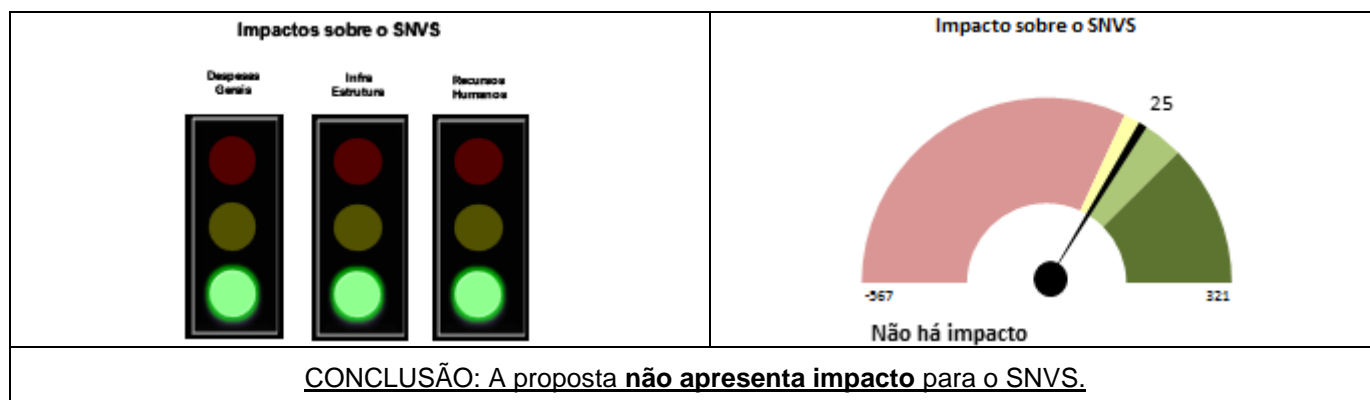 Impactos sobre o SNVS
Despesas
Gerais
Infra
Estrutura
Recursos
Humanos
Impacto sobre o SNVS
25
-567
321
Não há impacto
CONCLUSÃO: A proposta não apresenta impacto para o SNVS.